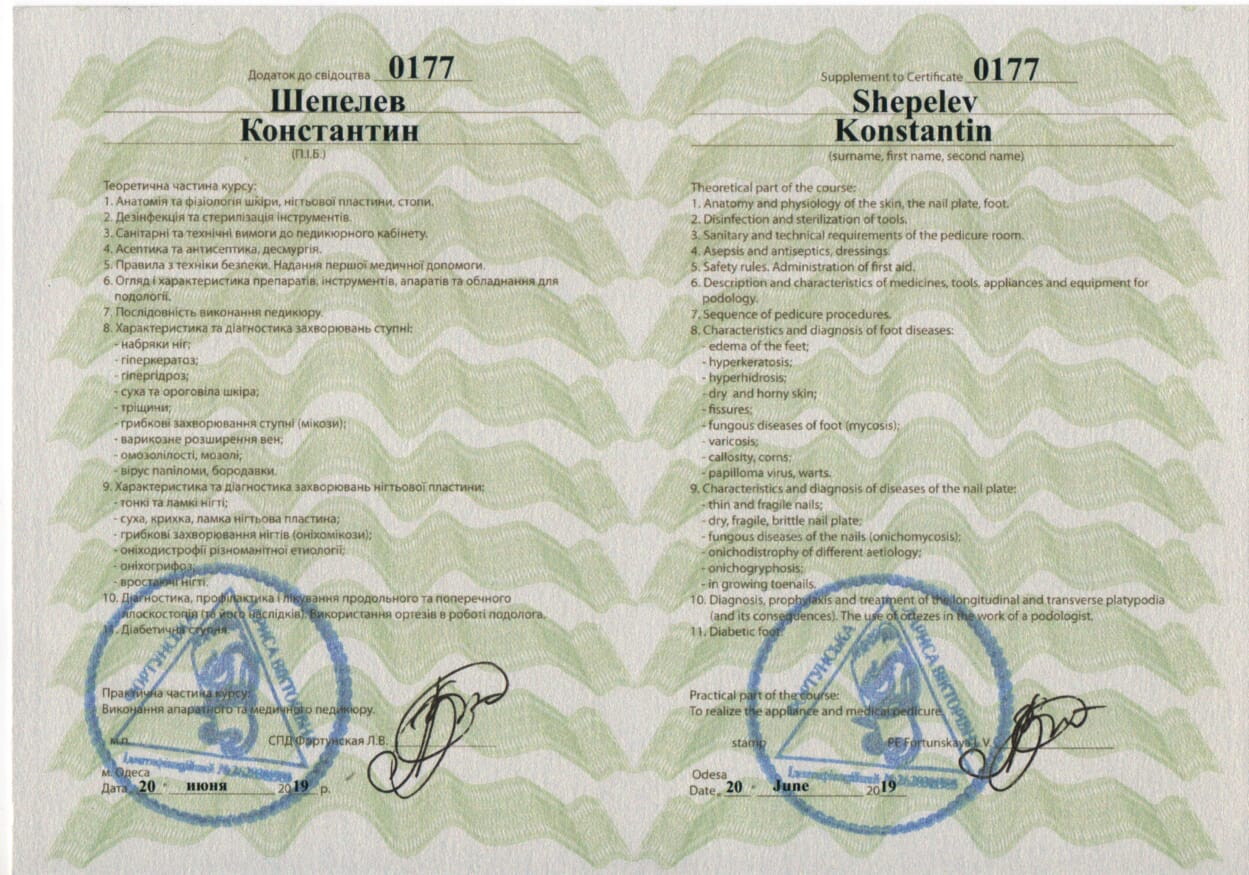 Додаток до свідоцтва 0177
Шепелев
Константин
(П.І.Б.)
Теоретична частина курсу:
1. Анатомія та фізіологія шкіри, нігтьової пластини, стопи.
2. Дезінфекція та стерилізація інструментів.
3. Санітарні та технічні вимоги до педикюрного кабінету.
4. Асептика та антисептика, десмургія.
5. Правила з техніки безпеки. Надання першої медичної допомоги.
6. Огляд і характеристика препаратів, інструментів, апаратів та обладнання для
подології.
7. Послідовність виконання педикюру.
8. Характеристика та діагностика захворювань ступні:
- набряки ніг;
- гіперкератоз;
- гіпергідроз;
- суха та ороговіла шкіра;
- тріщини;
- грибкові захворювання ступні (мікози);
- варикозне розширення вен;
- омозолілості, мозолі;
- вірус папіломи, бородавки.
9. Характеристика та діагностика захворювань нігтьової пластини:
- тонкі та ламкі нігті;
- суха, крихка, ламка нігтьова пластина;
- грибкові захворювання нігтів (оніхомікози);
- оніходистрофії різноманітної етиології;
- оніхогрифоз;
- вростаючі нігті.
10. Діагностика, профілактика і лікування продольного та поперечного
плоскостопія (та його наслідків). Використання ортезів в роботі подолога.
11. Діабетична ступня.
Практична частина курсу:
Виконання апаратного та медичного педикюру.
м.п. СПД Фартунская Л.В.
м. Одеса
Дата 20 июня 2019 р.
Supplement to Certificate 0177
Shepelev
Konstantin
(surname, first name, second name)
Theoretical part of the course:
1. Anatomy and physiology of the skin, the nail plate, foot.
2. Disinfection and sterilization of tools.
3. Sanitary and technical requirements of the pedicure room.
4. Asepsis and antiseptics, dressings.
5. Safety rules. Administration of first aid.
6. Description and characteristics of medicines, tools, appliances and equipment for
podology.
7. Sequence of pedicure procedures.
8. Characteristics and diagnosis of foot diseases:
- edema of the feet;
- hyperkeratosis;
- hyperhidrosis;
- dry and horny skin;
- fissures;
- fungous diseases of foot (mycosis);
- varicosis;
- callosity, corns;
- papilloma virus, warts.
9. Characteristics and diagnosis of diseases of the nail plate:
- thin and fragile nails;
- dry, fragile, brittle nail plate;
- fungous diseases of the nails (onichomycosis);
- onichodistrophy of different aetiology;
- onichogryphosis;
- in growing toenails.
10. Diagnosis, prophylaxis and treatment of the longitudinal and transverse platypodia
(and its consequences). The use of ortezes in the work of a podologist.
11. Diabetic foot.
Practical part of the course:
To realize the appliance and medical pedicure.
stamp PE Fortunskaya L.V.
Odesa
Date 20 June 2019